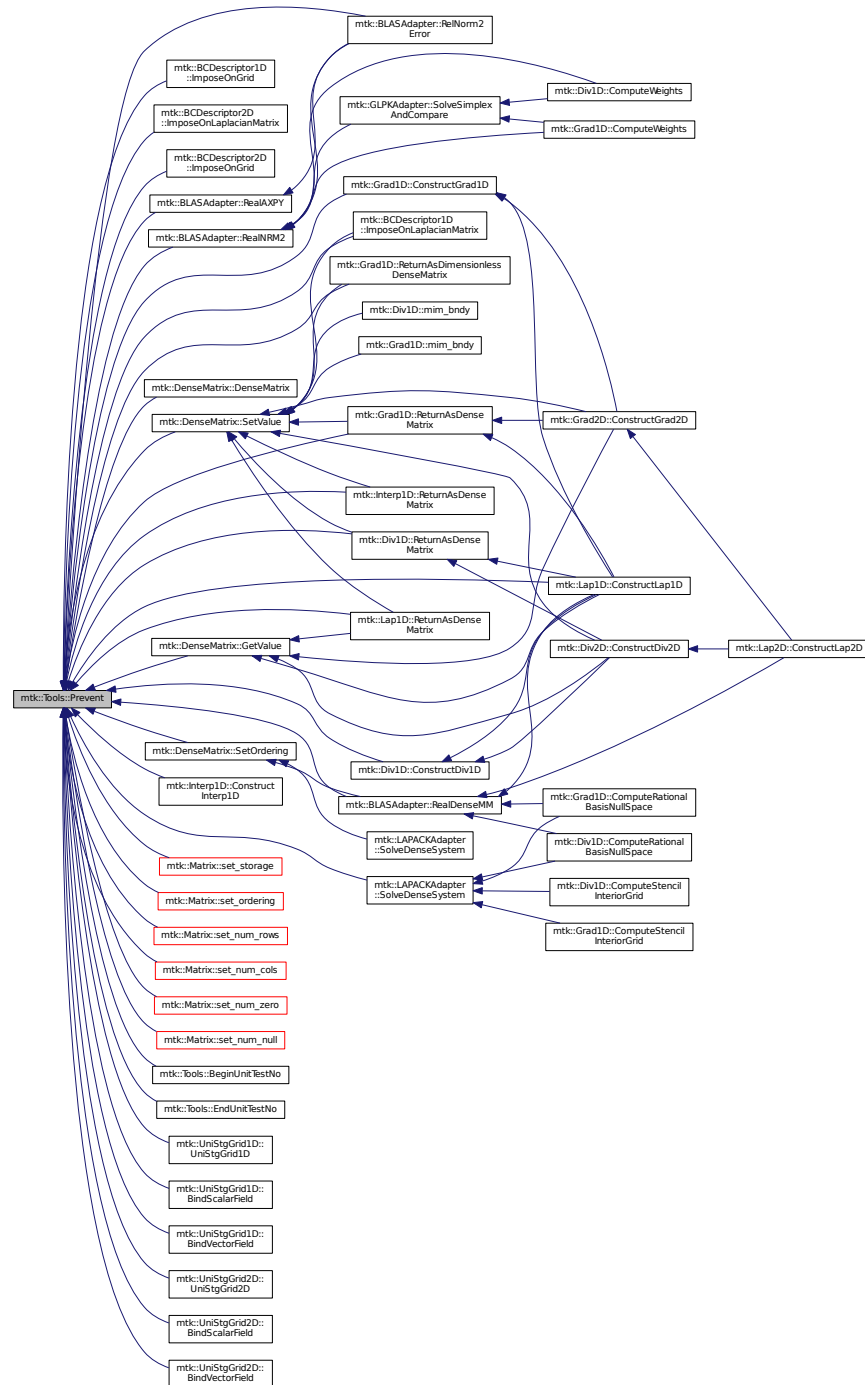 mtk::BLASAdapter::RelNorm2
Error
mtk::BCDescriptor1D
::ImposeOnGrid
mtk::BCDescriptor2D
::ImposeOnLaplacianMatrix
mtk::BCDescriptor2D
::ImposeOnGrid
mtk::BLASAdapter::RealAXPY
mtk::BLASAdapter::RealNRM2
mtk::GLPKAdapter::SolveSimplex
AndCompare
mtk::Div1D::ComputeWeights
mtk::Grad1D::ComputeWeights
mtk::Grad1D::ConstructGrad1D
mtk::BCDescriptor1D
::ImposeOnLaplacianMatrix
mtk::Grad1D::ReturnAsDimensionless
DenseMatrix
mtk::Div1D::mim_bndy
mtk::Grad1D::mim_bndy
mtk::DenseMatrix::DenseMatrix
mtk::DenseMatrix::SetValue
mtk::Grad1D::ReturnAsDense
Matrix
mtk::Grad2D::ConstructGrad2D
mtk::Interp1D::ReturnAsDense
Matrix
mtk::Div1D::ReturnAsDense
Matrix
mtk::Lap1D::ConstructLap1D
mtk::Lap1D::ReturnAsDense
Matrix
mtk::DenseMatrix::GetValue
mtk::Div2D::ConstructDiv2D
mtk::Lap2D::ConstructLap2D
mtk::Tools::Prevent
mtk::DenseMatrix::SetOrdering
mtk::Div1D::ConstructDiv1D
mtk::Interp1D::Construct
Interp1D
mtk::BLASAdapter::RealDenseMM
mtk::Grad1D::ComputeRational
BasisNullSpace
mtk::LAPACKAdapter
::SolveDenseSystem
mtk::Div1D::ComputeRational
BasisNullSpace
mtk::Matrix::set_storage
mtk::LAPACKAdapter
::SolveDenseSystem
mtk::Div1D::ComputeStencil
InteriorGrid
mtk::Matrix::set_ordering
mtk::Grad1D::ComputeStencil
InteriorGrid
mtk::Matrix::set_num_rows
mtk::Matrix::set_num_cols
mtk::Matrix::set_num_zero
mtk::Matrix::set_num_null
mtk::Tools::BeginUnitTestNo
mtk::Tools::EndUnitTestNo
mtk::UniStgGrid1D::
UniStgGrid1D
mtk::UniStgGrid1D::
BindScalarField
mtk::UniStgGrid1D::
BindVectorField
mtk::UniStgGrid2D::
UniStgGrid2D
mtk::UniStgGrid2D::
BindScalarField
mtk::UniStgGrid2D::
BindVectorField